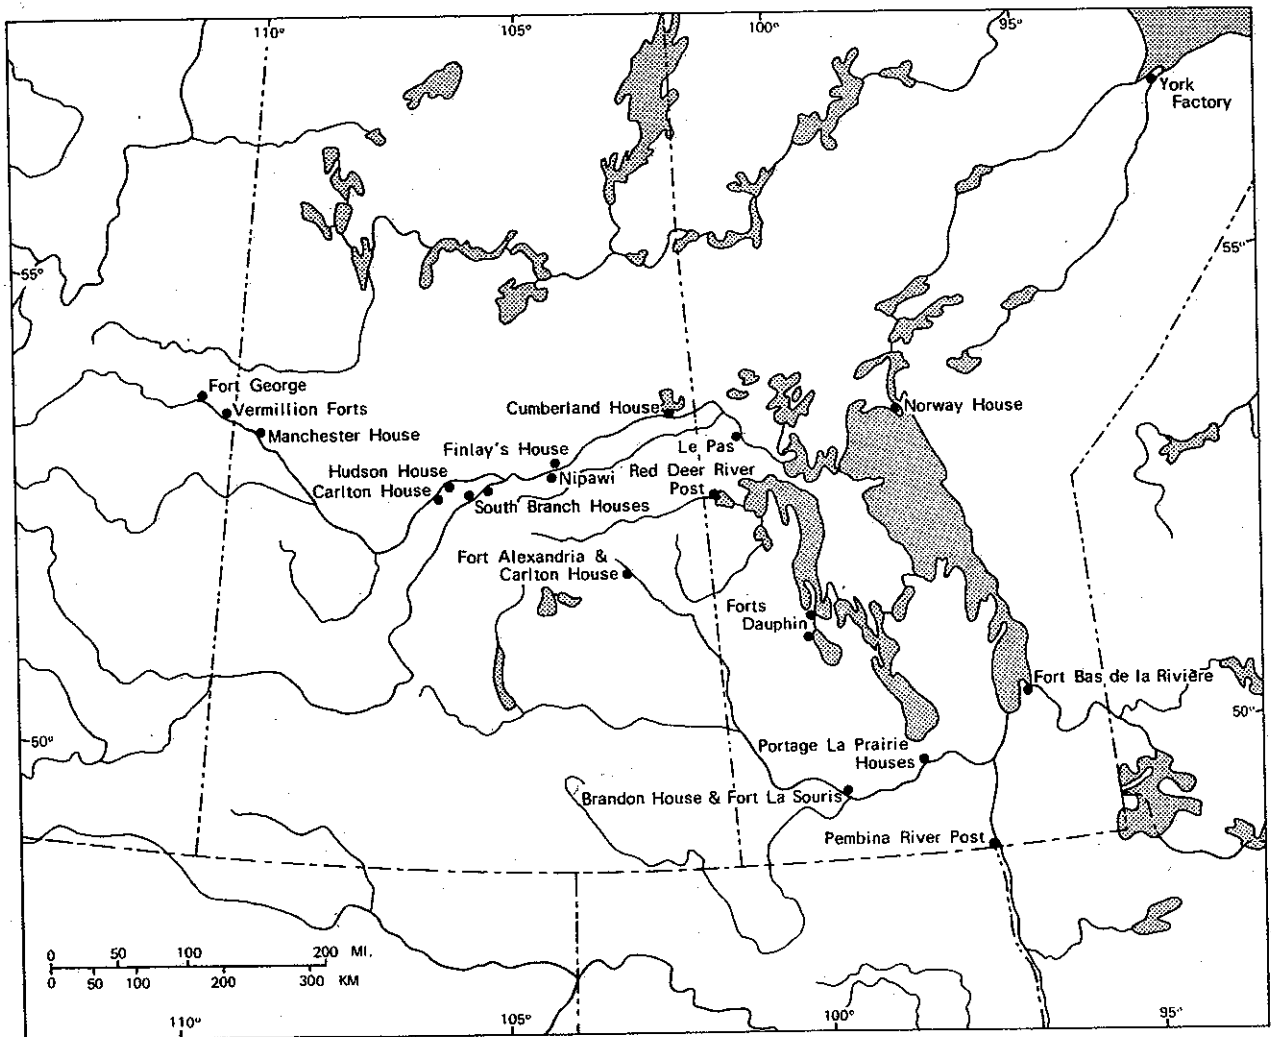 110°
105°
100°
95°
York
Factory
55°
55°
Fort George
Vermillion Forts
Manchester House
Cumberland House
Norway House
Finlay's House
Le Pas
Hudson House
Nipawi
Red Deer River
Post
Carlton House
South Branch Houses
Fort Alexandria &
Carlton House
Forts
Dauphin
Fort Bas de la Rivière
50°
50°
Portage La Prairie
Houses
Brandon House & Fort La Souris
Pembina River Post
0 50 100 200 MI.
0 50 100 200 300 KM
110°
105°
100°
95°